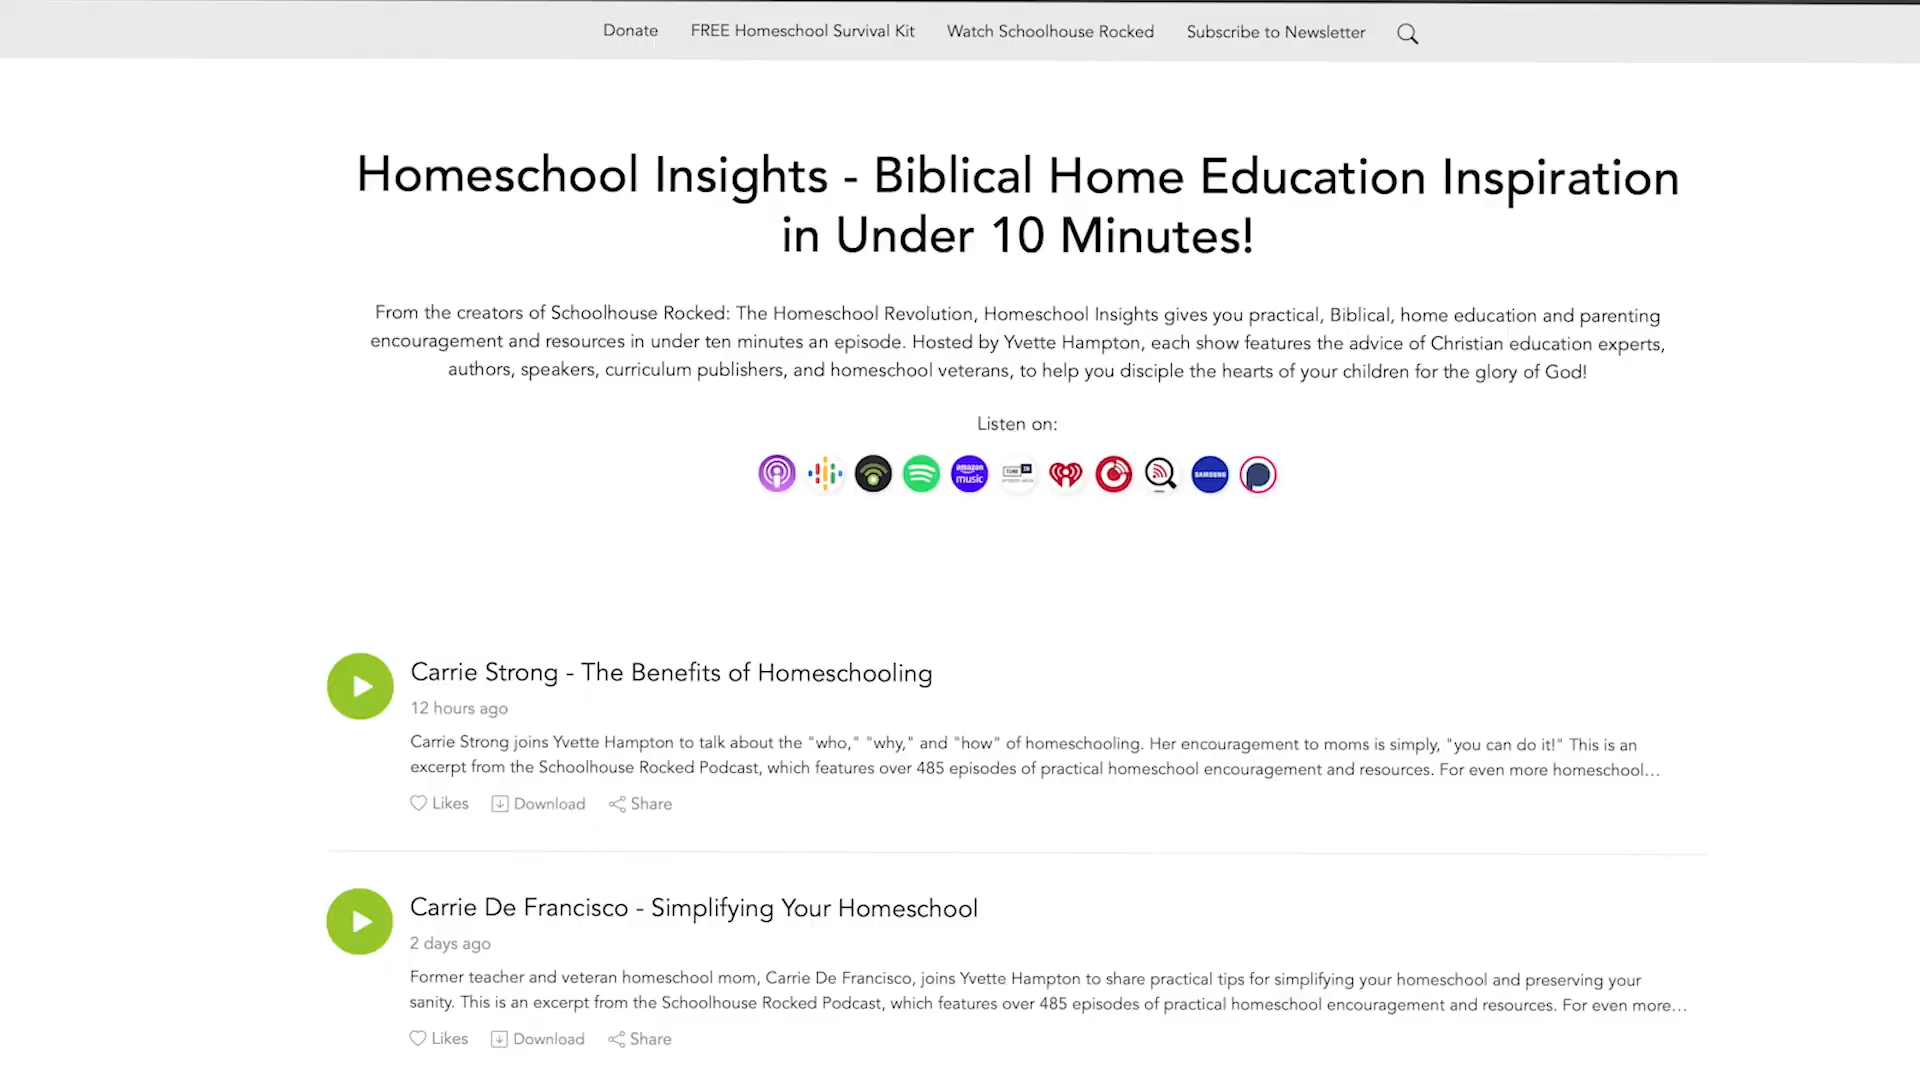 Donate FREE Homeschool Survival Kit Watch Schoolhouse Rocked Subscribe to Newsletter
Homeschool Insights - Biblical Home Education Inspiration
in Under 10 Minutes!
From the creators of Schoolhouse Rocked: The Homeschool Revolution, Homeschool Insights gives you practical, Biblical, home education and parenting
encouragement and resources in under ten minutes an episode. Hosted by Yvette Hampton, each show features the advice of Christian education experts,
authors, speakers, curriculum publishers, and homeschool veterans, to help you disciple the hearts of your children for the glory of God!
Listen on:
amazon music TUNE IN SAMSUNG
Carrie Strong - The Benefits of Homeschooling
12 hours ago
Carrie Strong joins Yvette Hampton to talk about the "who," "why," and "how" of homeschooling. Her encouragement to moms is simply, "you can do it!" This is an
excerpt from the Schoolhouse Rocked Podcast, which features over 485 episodes of practical homeschool encouragement and resources. For even more homeschool...
Likes Download Share
Carrie De Francisco - Simplifying Your Homeschool
2 days ago
Former teacher and veteran homeschool mom, Carrie De Francisco, joins Yvette Hampton to share practical tips for simplifying your homeschool and preserving your
sanity. This is an excerpt from the Schoolhouse Rocked Podcast, which features over 485 episodes of practical homeschool encouragement and resources. For even more...
Likes Download Share